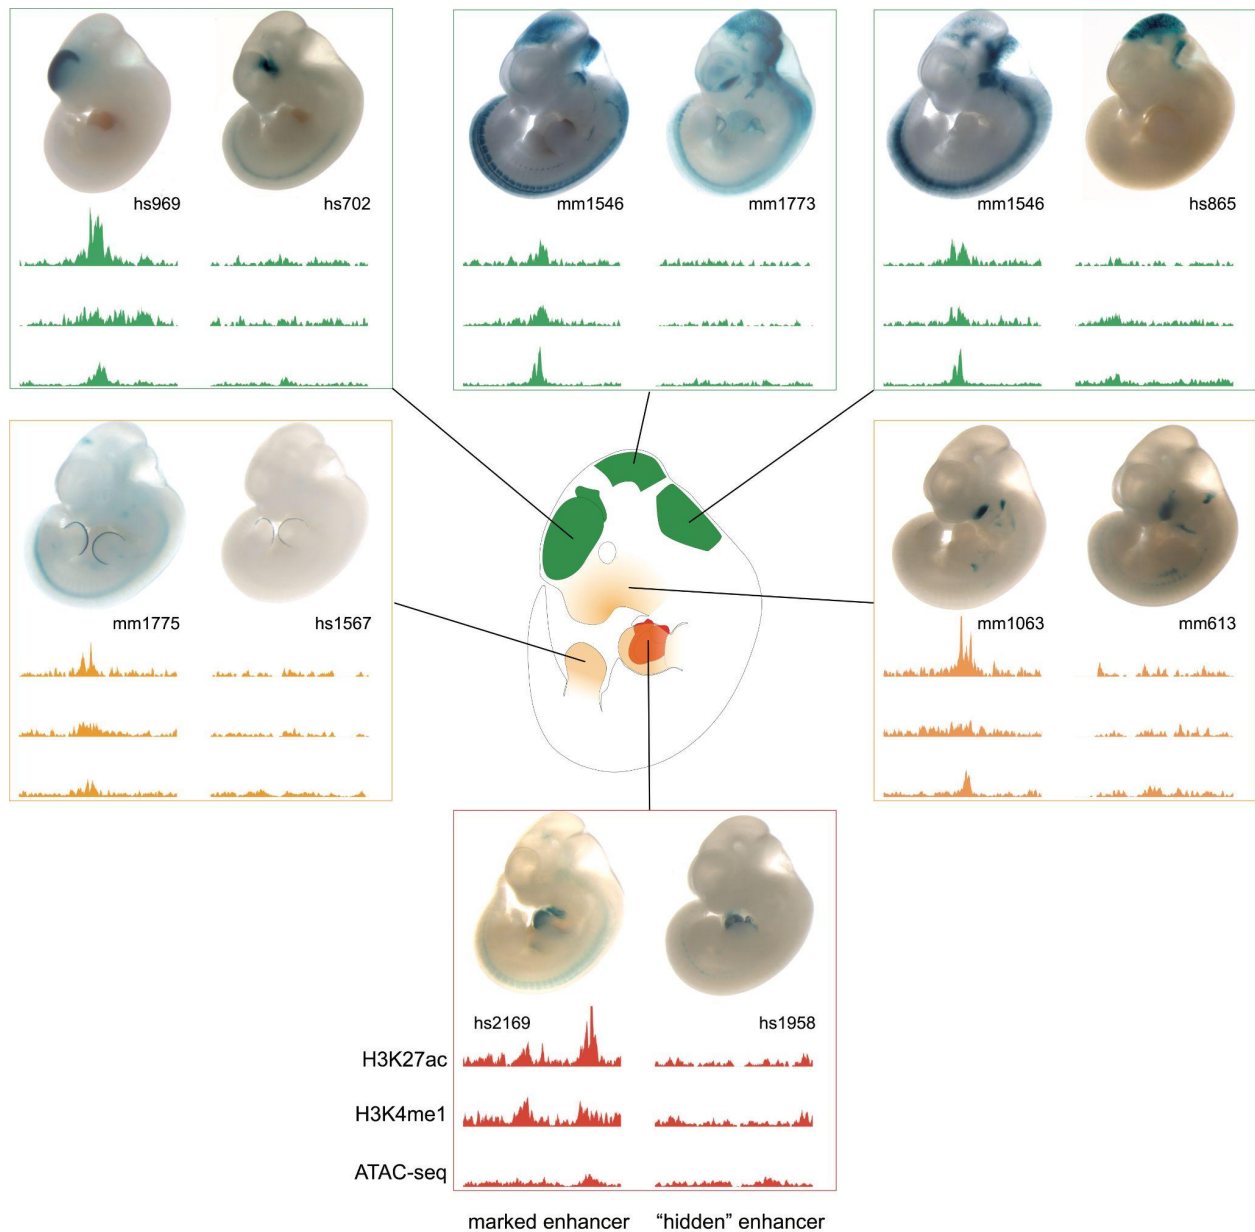 hs969 hs702
mm1546 mm1773
mm1546 hs865
mm1775 hs1567
mm1063 mm613
hs2169 hs1958
H3K27ac
H3K4me1
ATAC-seq
marked enhancer "hidden" enhancer